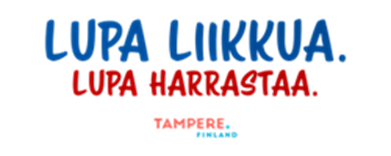 LUPA LIIKKUA.
LUPA HARRASTAA.
TAMPERE.
FINLAND